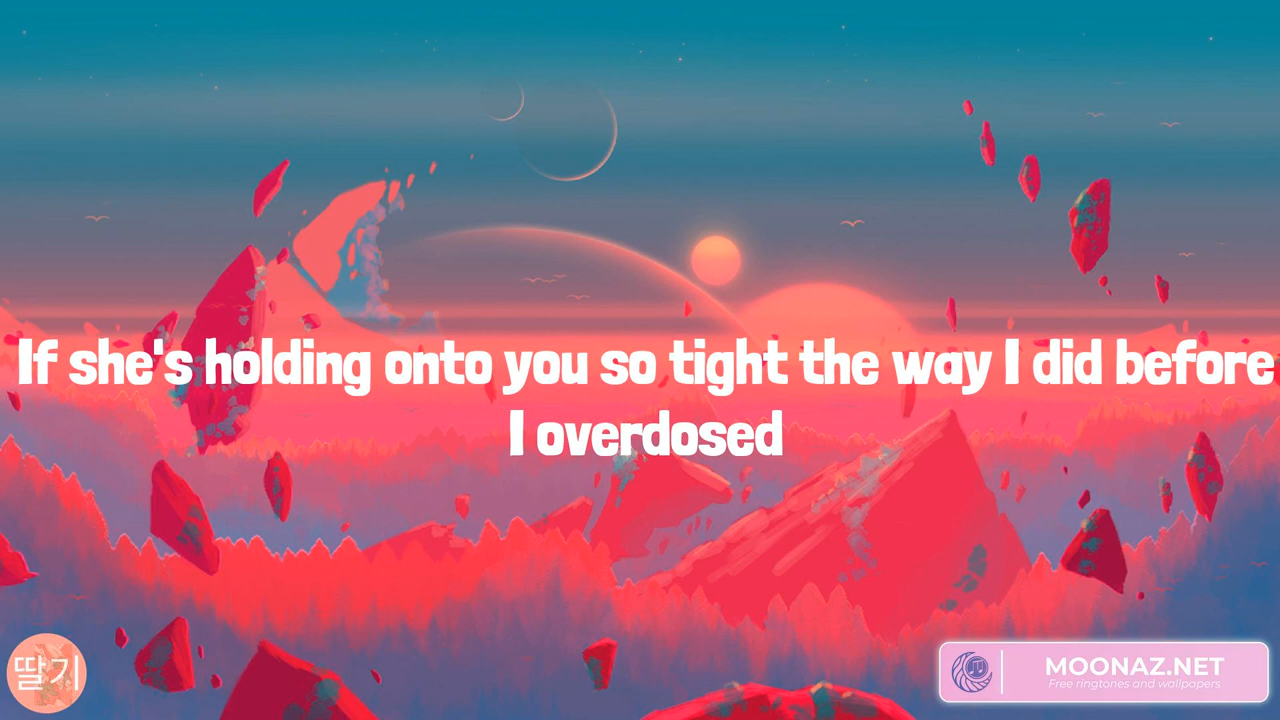 If she's holding onto you so tight the way I did before
I overdosed
딸기
MOONAZ.NET
Free ringtones and wallpapers